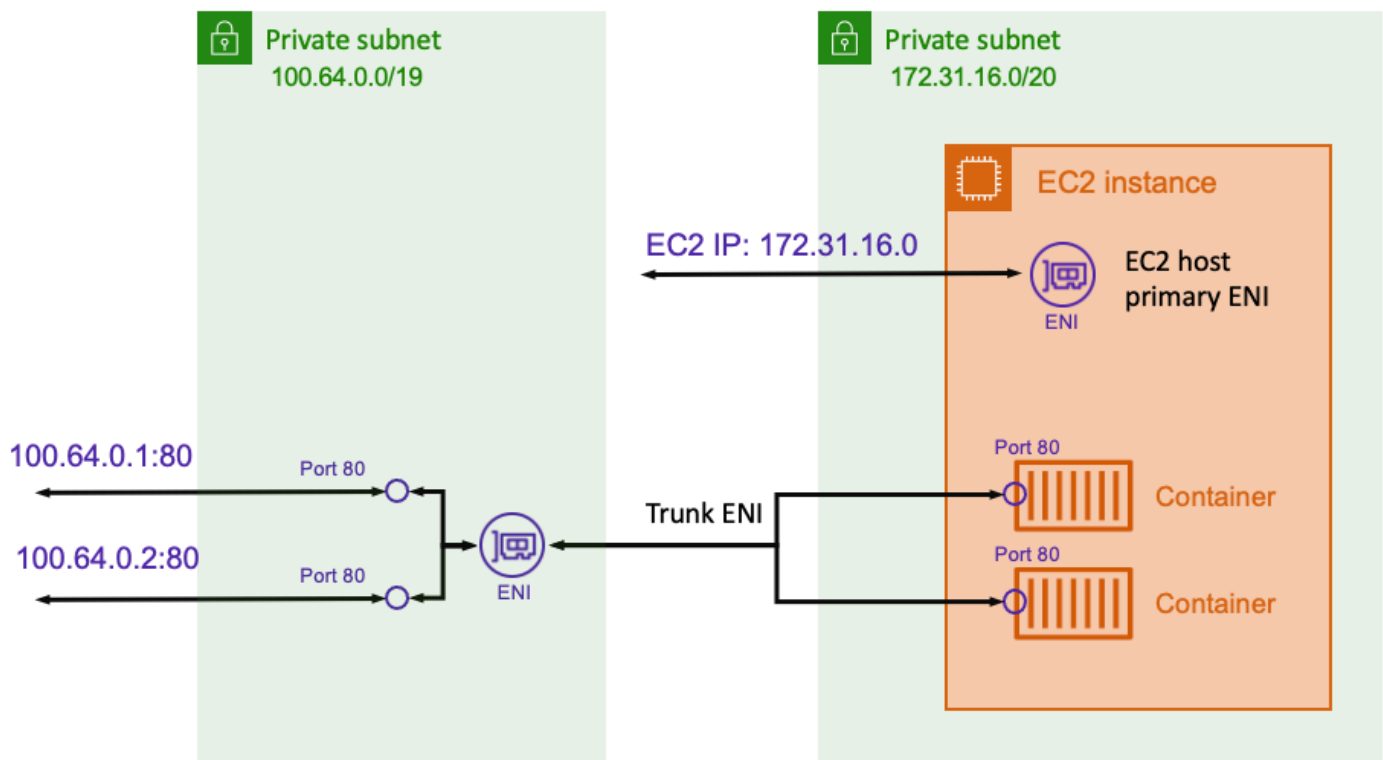 Private subnet
100.64.0.0/19
Private subnet
172.31.16.0/20
EC2 instance
EC2 IP: 172.31.16.0
EC2 host
primary ENI
ENI
100.64.0.1:80
Port 80
Port 80
Container
Trunk ENI
100.64.0.2:80
Port 80
ENI
Port 80
Container